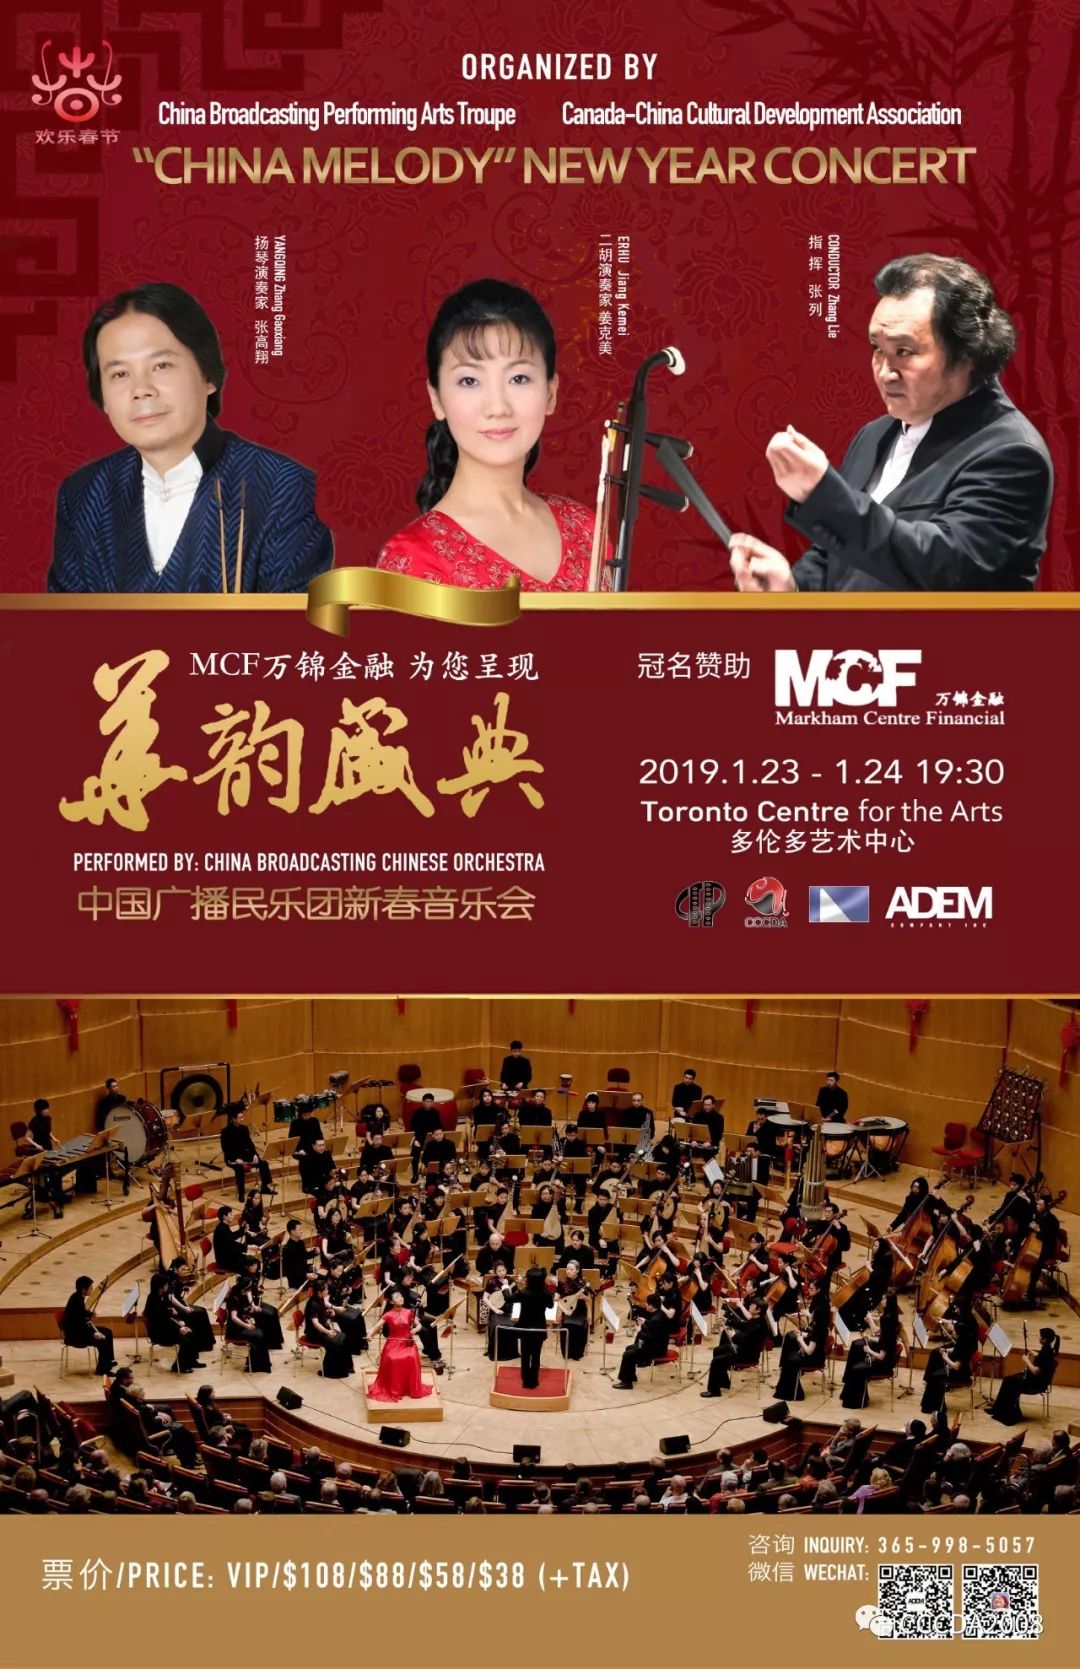 欢乐春节
ORGANIZED BY
China Broadcasting Performing Arts Troupe Canada-China Cultural Development Association
“CHINA MELODY“ NEW YEAR CONCERT
YANGQING Zhang Gaoxiang
扬琴演奏家 张高翔
ERHU Jiang Kemei
二胡演奏家 姜克美
CONDUCTOR Zhang Lie
指挥 张列
MCF万锦金融 为您呈现
华韵盛典
PERFORMED BY: CHINA BROADCASTING CHINESE ORCHESTRA
中国广播民乐团新春音乐会
冠名赞助
MCF 万锦金融
Markham Centre Financial
2019.1.23 - 1.24 19:30
Toronto Centre for the Arts
多伦多艺术中心
CCCDA
ADEM
COMPANY INC
票价/PRICE: VIP/$108/$88/$58/$38 (+TAX)
咨询 INQUIRY: 365-998-5057
微信 WECHAT:
ADEM
CCCDA2008